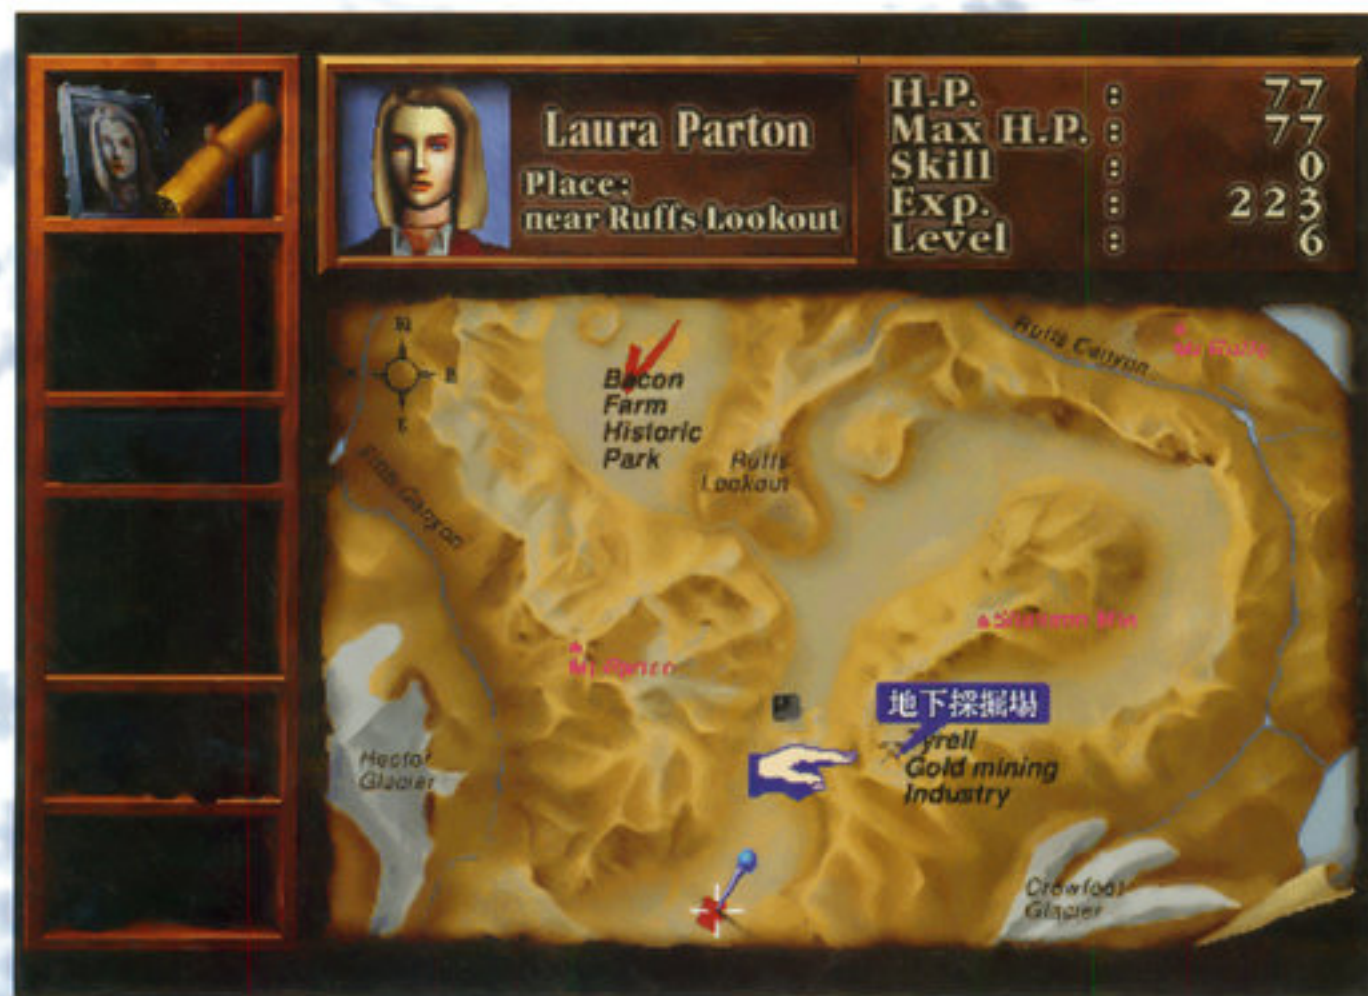 Laura Parton
Place:
near Ruffs Lookout
H.P. : 77
Max H.P. : 77
Skill : 0
Exp. : 223
Level : 6
Ruffs Canyon
Bacon
Farm
Historic
Park
Ruffs
Lookout
Canyon
地下採掘場
Tyrell
Gold mining
Industry
Hector
Glacier
Crowfoot
Glacier